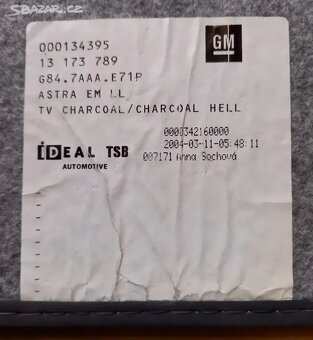 SBAZAR.CZ
000134395
GM
13 173 789
G84.7AAA.E71P
ASTRA EM LL
TV CHARCOAL/CHARCOAL HELL
0000342160000
IDEAL TSB
2004-03-11-05:48:11
AUTOMOTIVE
007171 Anna Sochová